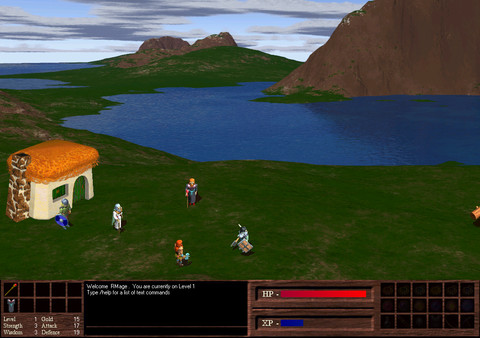 Welcome RMage . You are currently on Level 1
Type /help for a list of text commands
HP -
XP -
Level 1 Gold 15
Strength 3 Attack 17
Wisdom 3 Defence 19